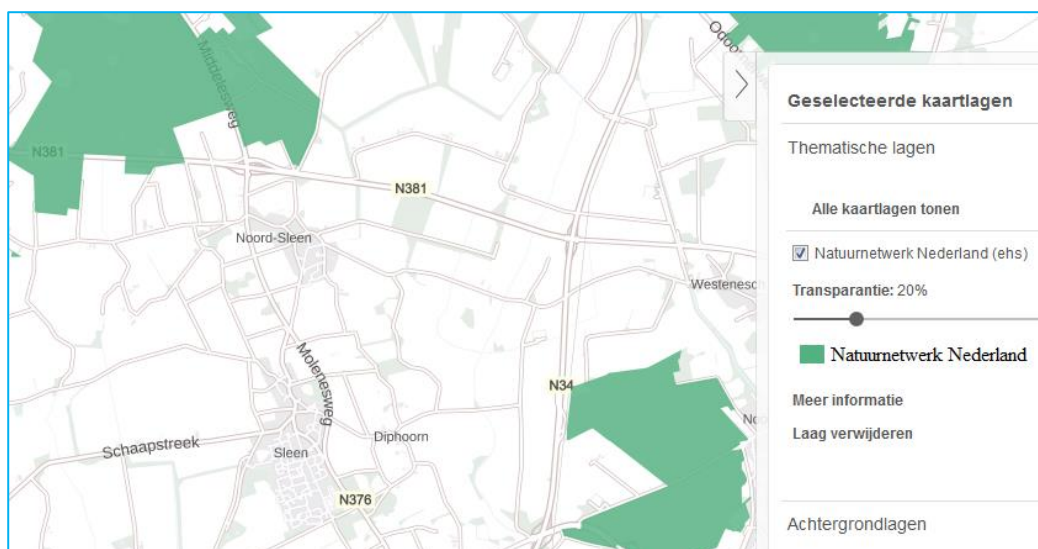 Middelesweg
N381
N381
Noord-Sleen
Molenesweg
Schaapstreek
Sleen
Diphoorn
N34
N376
Westenesch
Geselecteerde kaartlagen
Thematische lagen
Alle kaartlagen tonen
Natuurnetwerk Nederland (ehs)
Transparantie: 20%
Natuurnetwerk Nederland
Meer informatie
Laag verwijderen
Achtergrondlagen